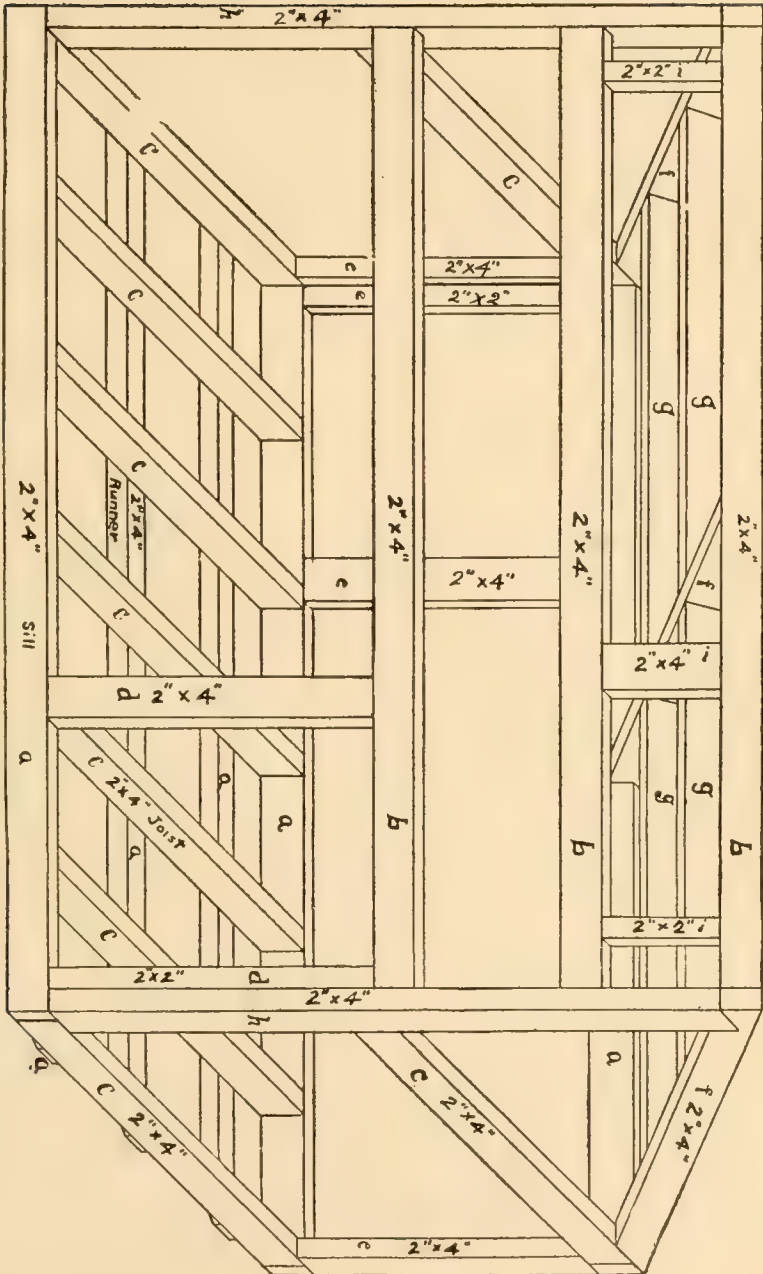 h 2"x4"
2"x2" i
c
c
f
e 2"x4"
e 2"x2"
c
g
g
c
2"x4"
2"x4"
2"x4"
f
2"x4"
Runner
e 2"x4"
2"x4" Sill a
c
2"x4" i
d 2"x4"
c 2"x4" Joist
a
a
a
g
g
b
b
b
c
2"x2" i
2"x2" d
2"x4"
h
a
c 2"x4"
c 2"x4"
a
f 2"x4"
e 2"x4"